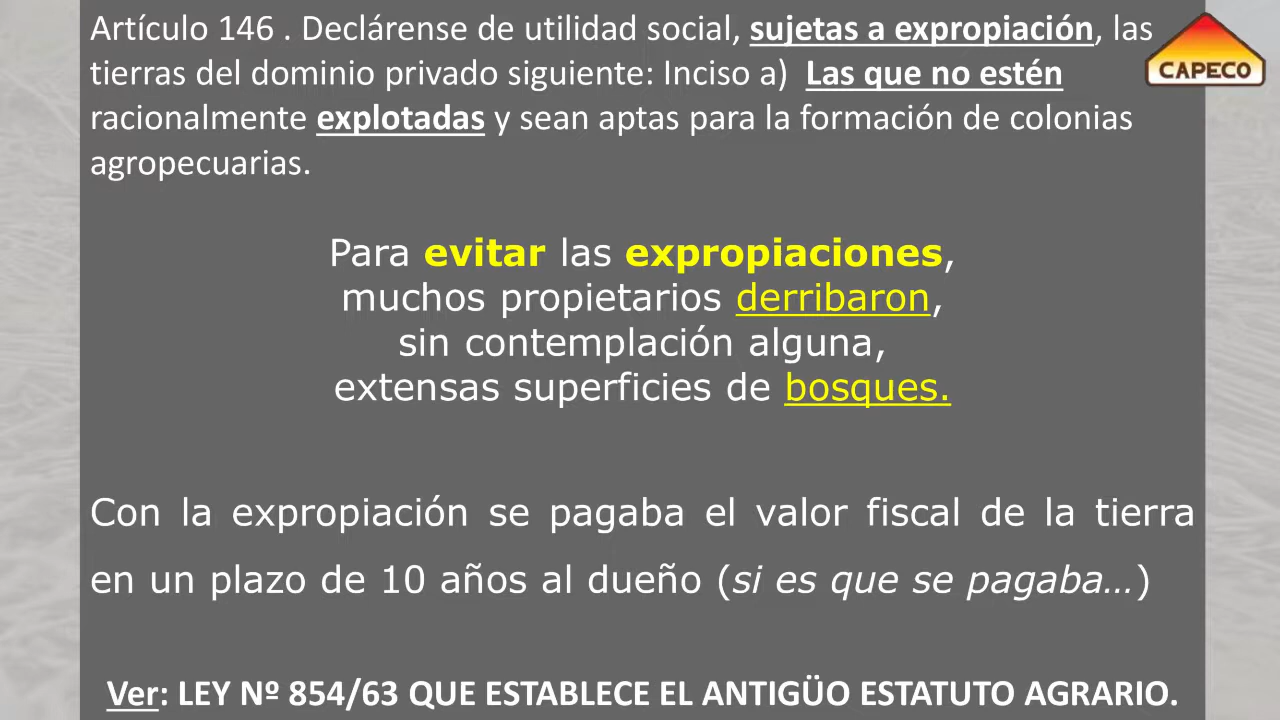 Artículo 146 . Declárense de utilidad social, sujetas a expropiación, las
CAPECO
tierras del dominio privado siguiente: Inciso a) Las que no estén
racionalmente explotadas y sean aptas para la formación de colonias
agropecuarias.
Para evitar las expropiaciones,
muchos propietarios derribaron,
sin contemplación alguna,
extensas superficies de bosques.
Con la expropiación se pagaba el valor fiscal de la tierra
en un plazo de 10 años al dueño (si es que se pagaba…)
Ver: LEY Nº 854/63 QUE ESTABLECE EL ANTIGÜO ESTATUTO AGRARIO.